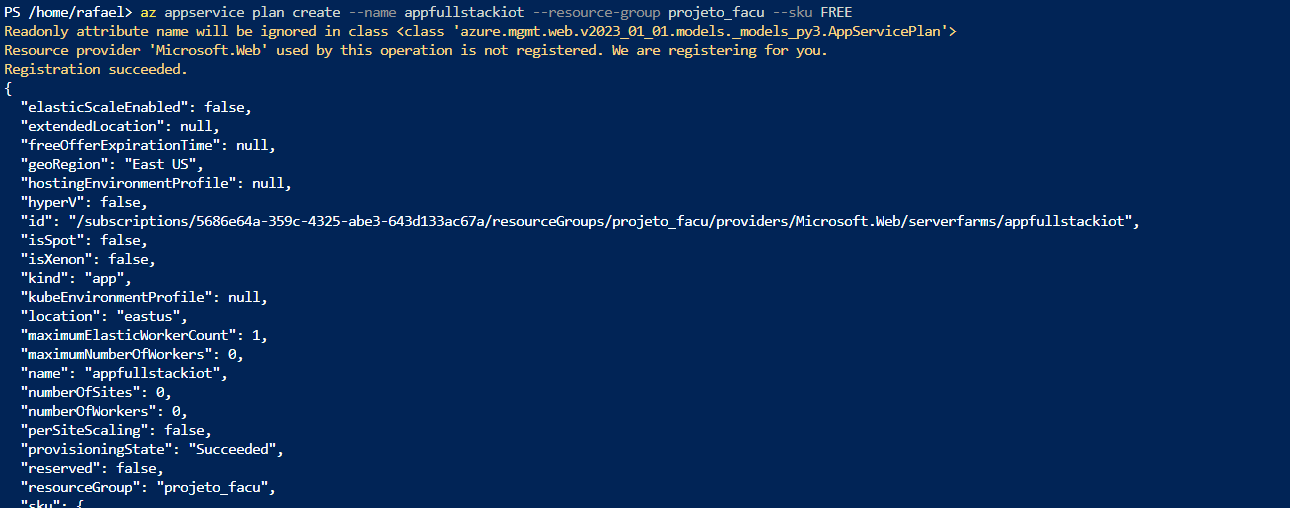 PS /home/rafael> az appservice plan create --name appfullstackiot --resource-group projeto_facu --sku FREE
Readonly attribute name will be ignored in class <class 'azure.mgmt.web.v2023_01_01.models._models_py3.AppServicePlan'>
Resource provider 'Microsoft.Web' used by this operation is not registered. We are registering for you.
Registration succeeded.
{
  "elasticScaleEnabled": false,
  "extendedLocation": null,
  "freeOfferExpirationTime": null,
  "geoRegion": "East US",
  "hostingEnvironmentProfile": null,
  "hyperV": false,
  "id": "/subscriptions/5686e64a-359c-4325-abe3-643d133ac67a/resourceGroups/projeto_facu/providers/Microsoft.Web/serverfarms/appfullstackiot",
  "isSpot": false,
  "isXenon": false,
  "kind": "app",
  "kubeEnvironmentProfile": null,
  "location": "eastus",
  "maximumElasticWorkerCount": 1,
  "maximumNumberOfWorkers": 0,
  "name": "appfullstackiot",
  "numberOfSites": 0,
  "numberOfWorkers": 0,
  "perSiteScaling": false,
  "provisioningState": "Succeeded",
  "reserved": false,
  "resourceGroup": "projeto_facu",
  "sku": {